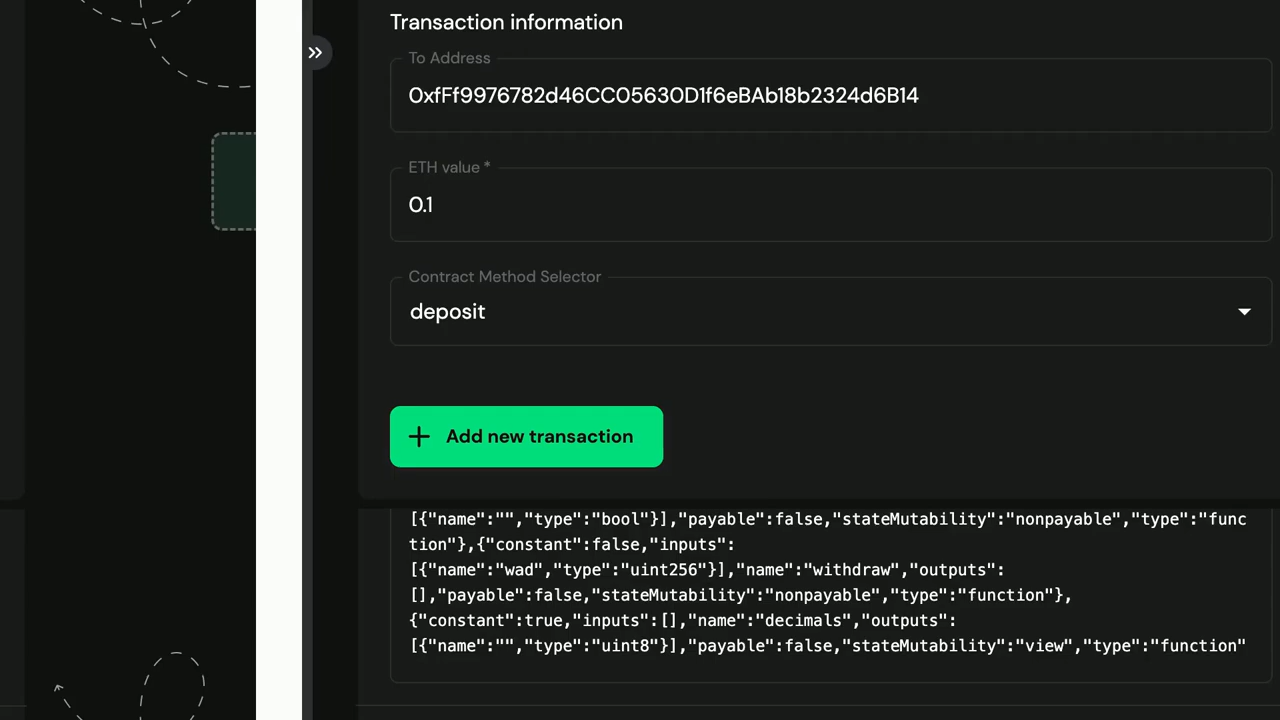 Transaction information
To Address
0xfFf9976782d46CC05630D1f6eBAb18b2324d6B14
ETH value *
0.1
Contract Method Selector
deposit
Add new transaction
[{"name":"","type":"bool"}],"payable":false,"stateMutability":"nonpayable","type":"func
tion"},{"constant":false,"inputs":
[{"name":"wad","type":"uint256"}],"name":"withdraw","outputs":
[],"payable":false,"stateMutability":"nonpayable","type":"function"},
{"constant":true,"inputs":[],"name":"decimals","outputs":
[{"name":"","type":"uint8"}],"payable":false,"stateMutability":"view","type":"function"